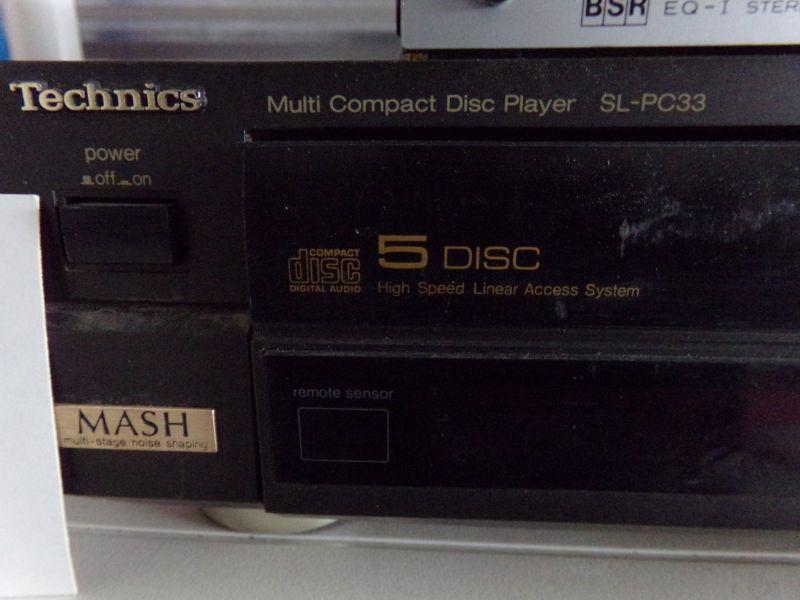 BSR EQ-I STERE
Technics
Multi Compact Disc Player SL-PC33
power
off on
COMPACT
disc
DIGITAL AUDIO
5 DISC
High Speed Linear Access System
remote sensor
MASH
multi-stage noise shaping